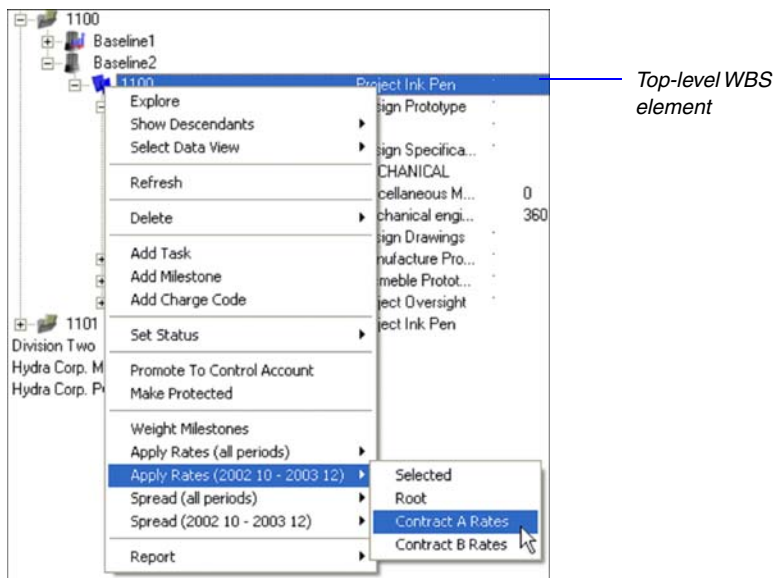 1100
Baseline1
Baseline2
1100 Project Ink Pen
Top-level WBS
element
Explore
sign Prototype
Show Descendants
Select Data View
sign Specifica...
CHANICAL
Refresh
cellaneous M... 0
Delete
chanical engi... 360
sign Drawings
Add Task
nufacture Pro...
Add Milestone
meble Protot...
Add Charge Code
ject Oversight
1101
ject Ink Pen
Set Status
Division Two
Hydra Corp. M
Promote To Control Account
Hydra Corp. P
Make Protected
Weight Milestones
Apply Rates (all periods)
Apply Rates (2002 10 - 2003 12)
Selected
Spread (all periods)
Root
Spread (2002 10 - 2003 12)
Contract A Rates
Contract B Rates
Report